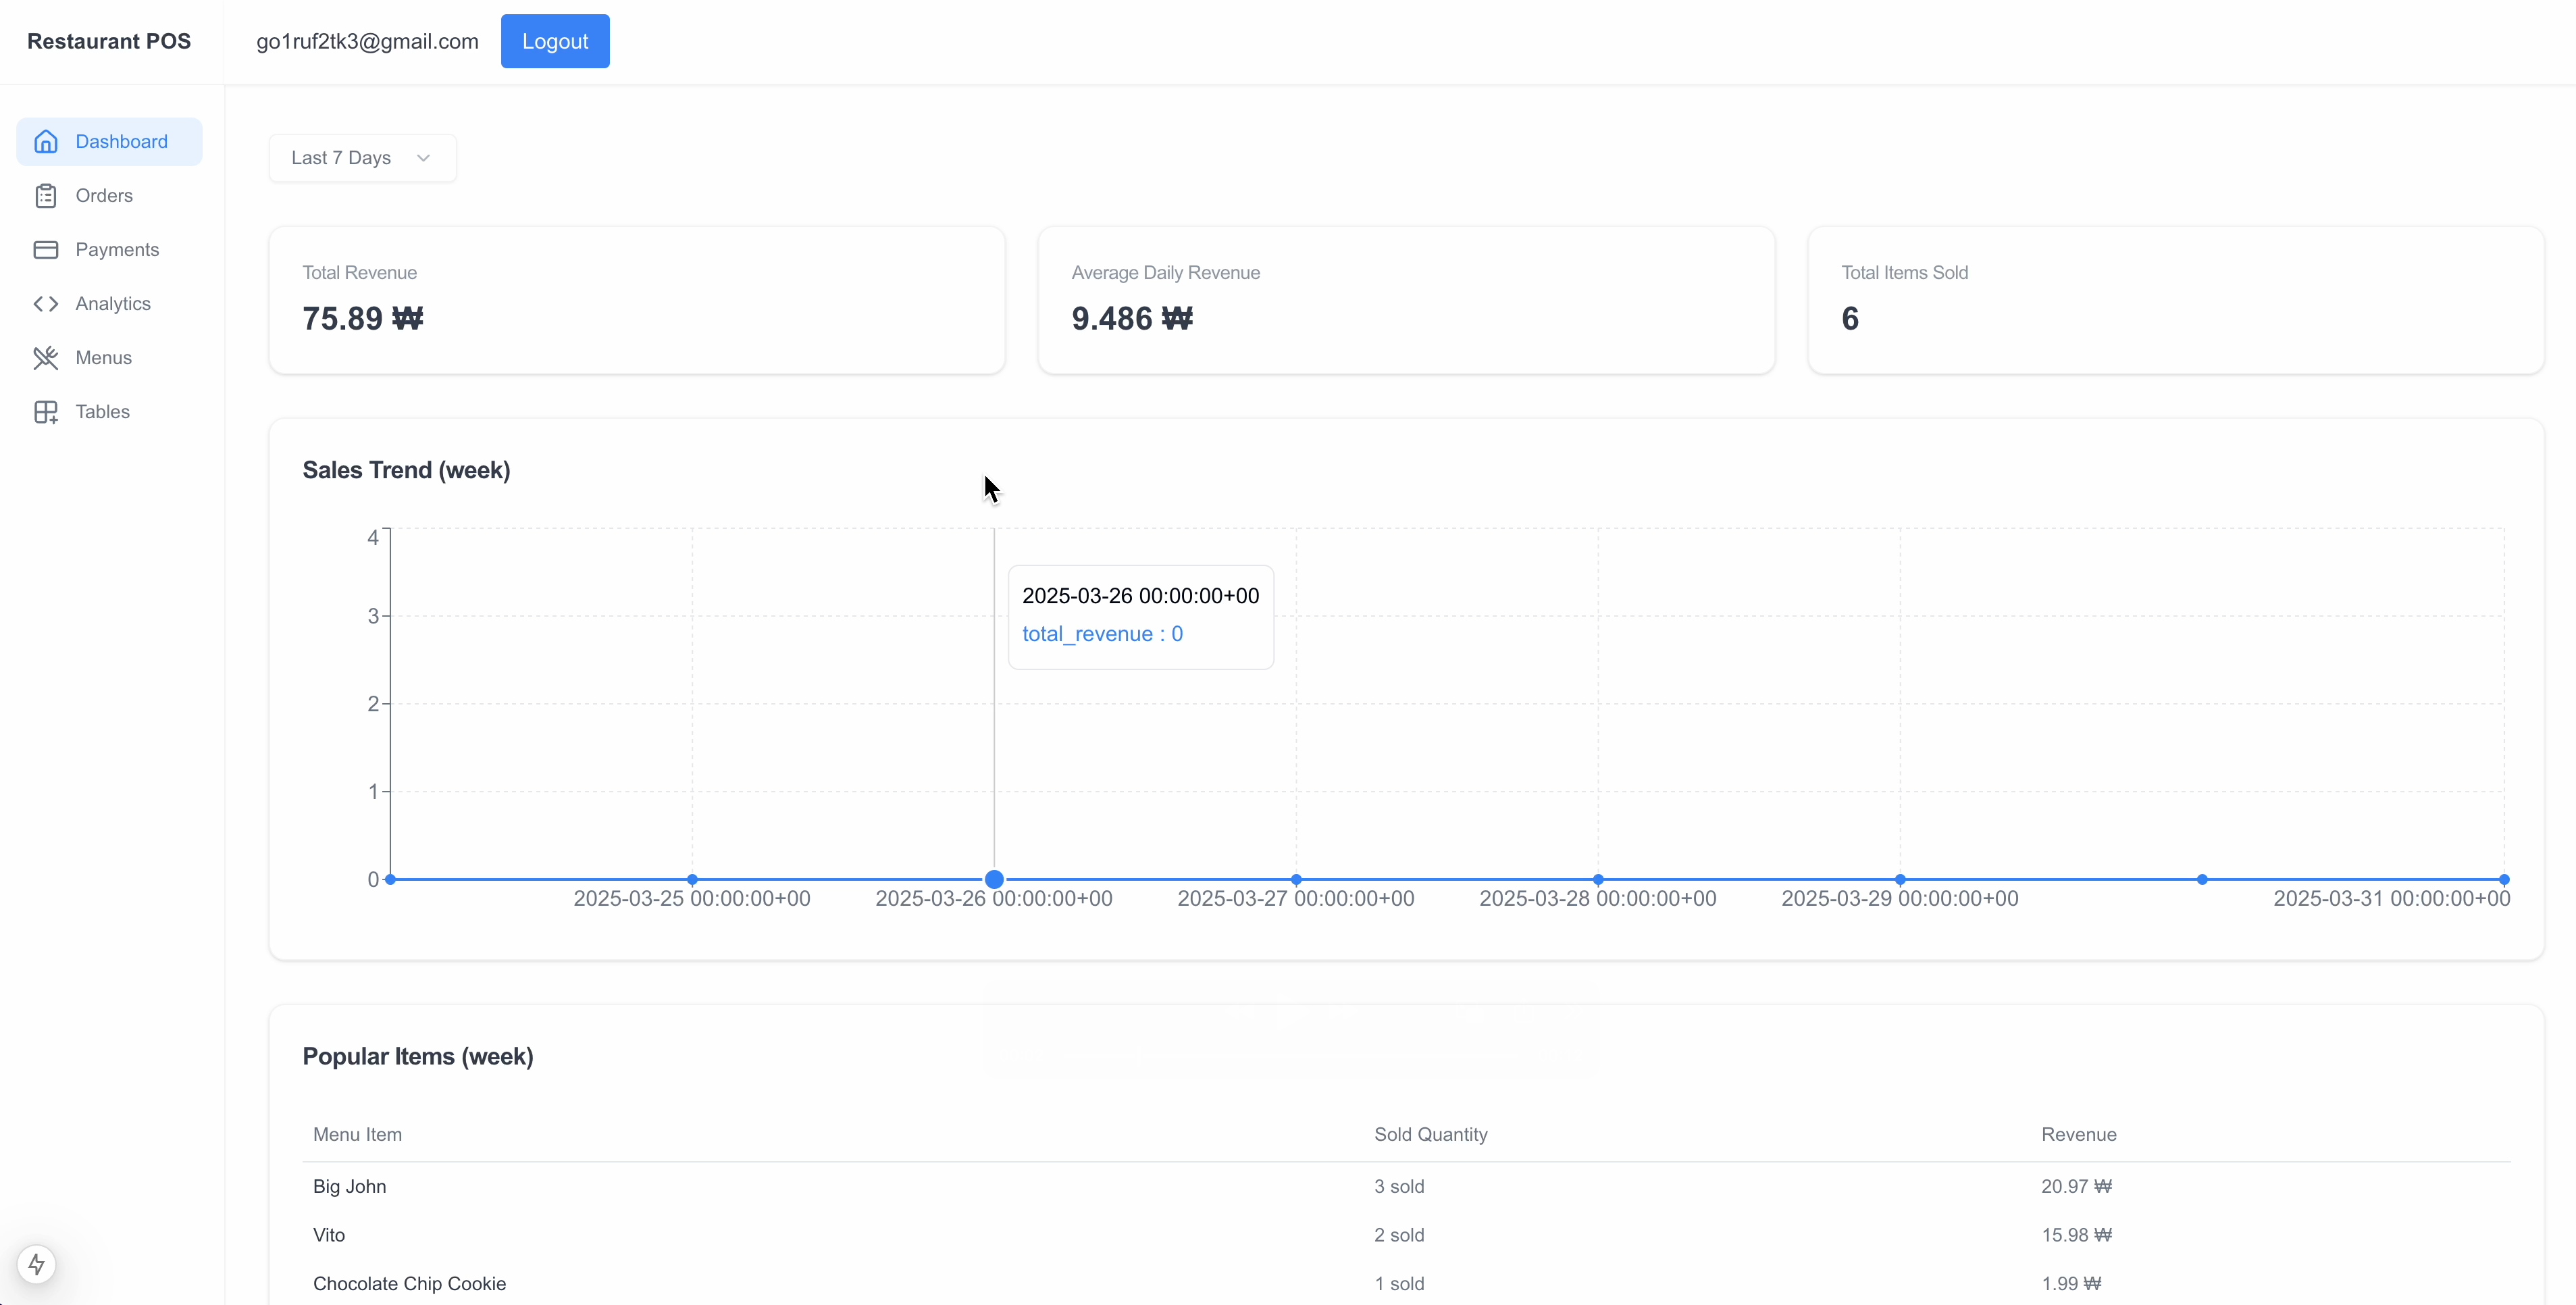 Restaurant POS
go1ruf2tk3@gmail.com
Logout
Dashboard
Orders
Payments
Analytics
Menus
Tables
Last 7 Days
Total Revenue
75.89 ₩
Average Daily Revenue
9.486 ₩
Total Items Sold
6
Sales Trend (week)
4
3
2
1
0
2025-03-26 00:00:00+00
total_revenue : 0
2025-03-25 00:00:00+00
2025-03-26 00:00:00+00
2025-03-27 00:00:00+00
2025-03-28 00:00:00+00
2025-03-29 00:00:00+00
2025-03-31 00:00:00+00
Popular Items (week)
Menu Item Sold Quantity Revenue
Big John 3 sold 20.97 ₩
Vito 2 sold 15.98 ₩
Chocolate Chip Cookie 1 sold 1.99 ₩